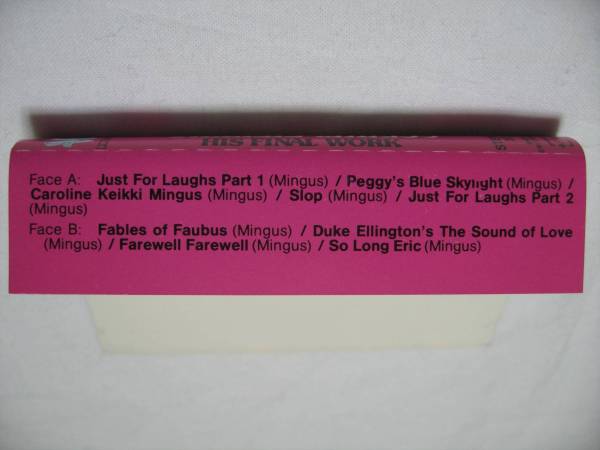 HIS FINAL WORK
Face A: Just For Laughs Part 1 (Mingus) / Peggy's Blue Skylight (Mingus) /
Caroline Keikki Mingus (Mingus) / Slop (Mingus) / Just For Laughs Part 2
(Mingus)
Face B: Fables of Faubus (Mingus) / Duke Ellington's The Sound of Love
(Mingus) / Farewell Farewell (Mingus) / So Long Eric (Mingus)